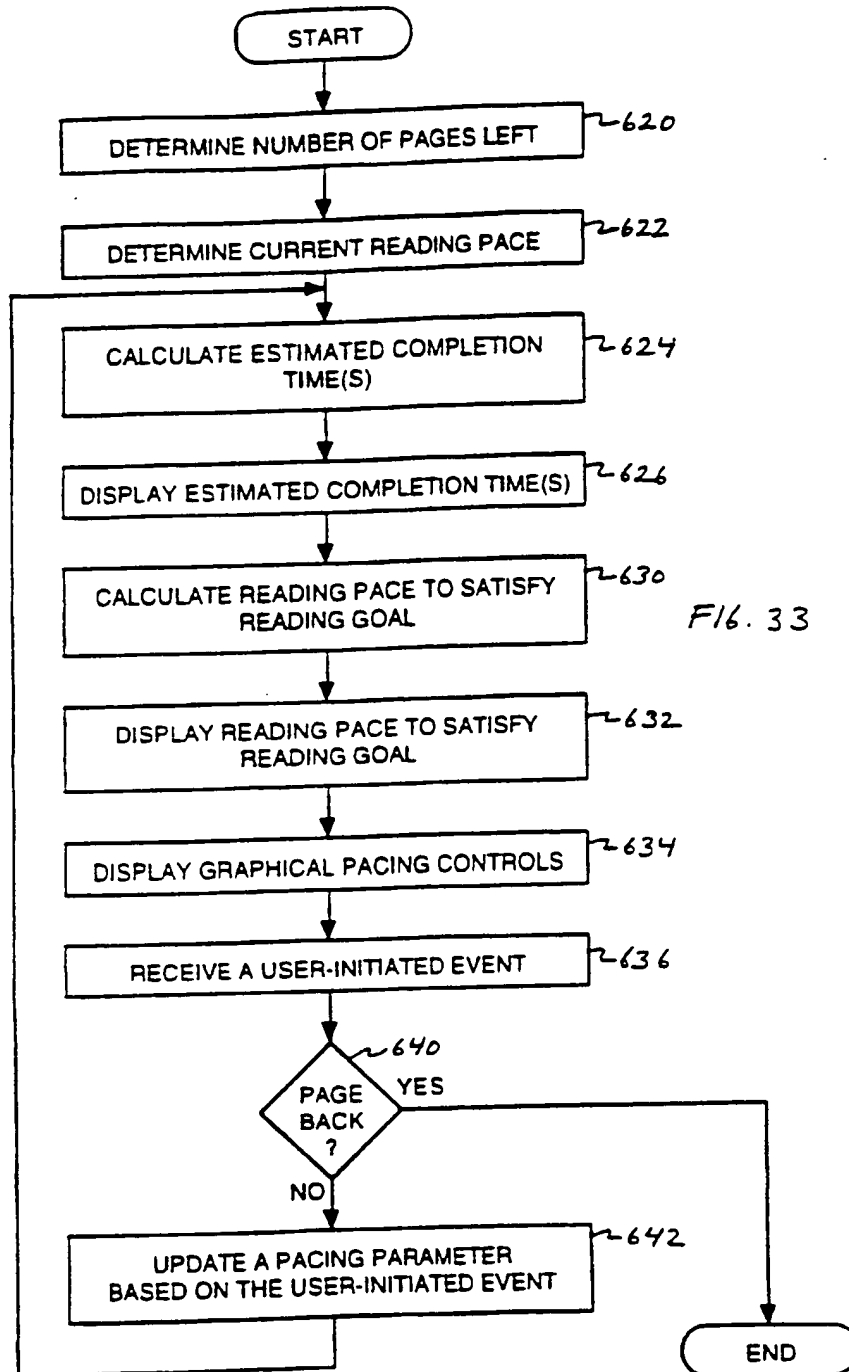 START
DETERMINE NUMBER OF PAGES LEFT
620
DETERMINE CURRENT READING PACE
622
CALCULATE ESTIMATED COMPLETION
TIME(S)
624
DISPLAY ESTIMATED COMPLETION TIME(S)
626
CALCULATE READING PACE TO SATISFY
READING GOAL
630
FIG. 33
DISPLAY READING PACE TO SATISFY
READING GOAL
632
DISPLAY GRAPHICAL PACING CONTROLS
634
RECEIVE A USER-INITIATED EVENT
636
640
PAGE
BACK
?
YES
NO
UPDATE A PACING PARAMETER
BASED ON THE USER-INITIATED EVENT
642
END